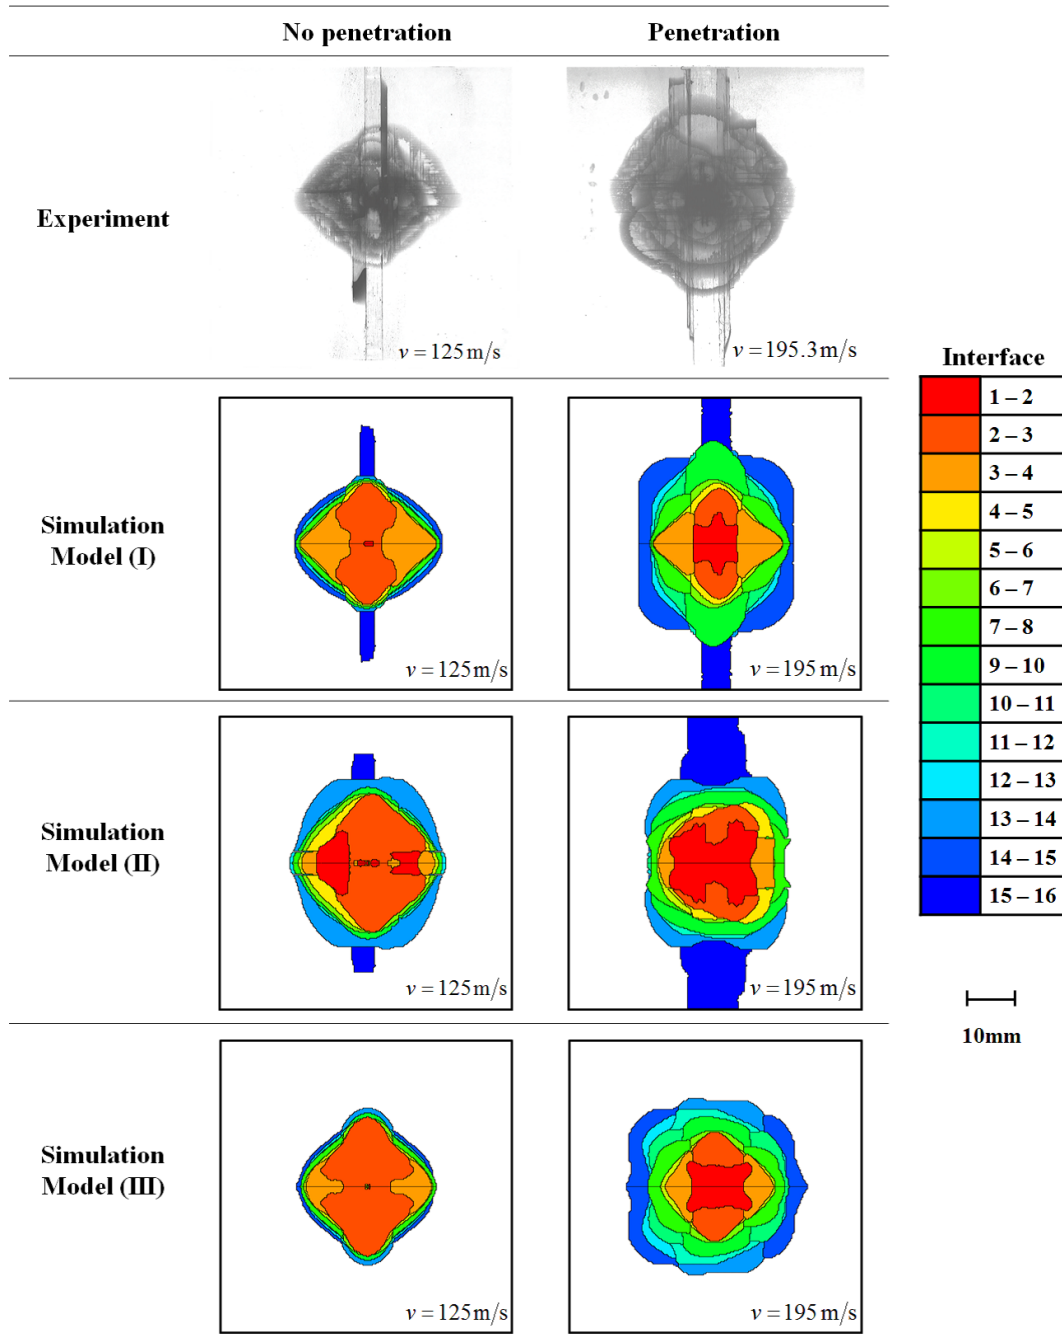 No penetration Penetration
Experiment
v = 125 m/s v = 195.3 m/s
Interface
1 – 2
2 – 3
3 – 4
4 – 5
5 – 6
6 – 7
7 – 8
9 – 10
10 – 11
11 – 12
12 – 13
13 – 14
14 – 15
15 – 16
10mm
Simulation
Model (I)
v = 125 m/s v = 195 m/s
Simulation
Model (II)
v = 125 m/s v = 195 m/s
Simulation
Model (III)
v = 125 m/s v = 195 m/s